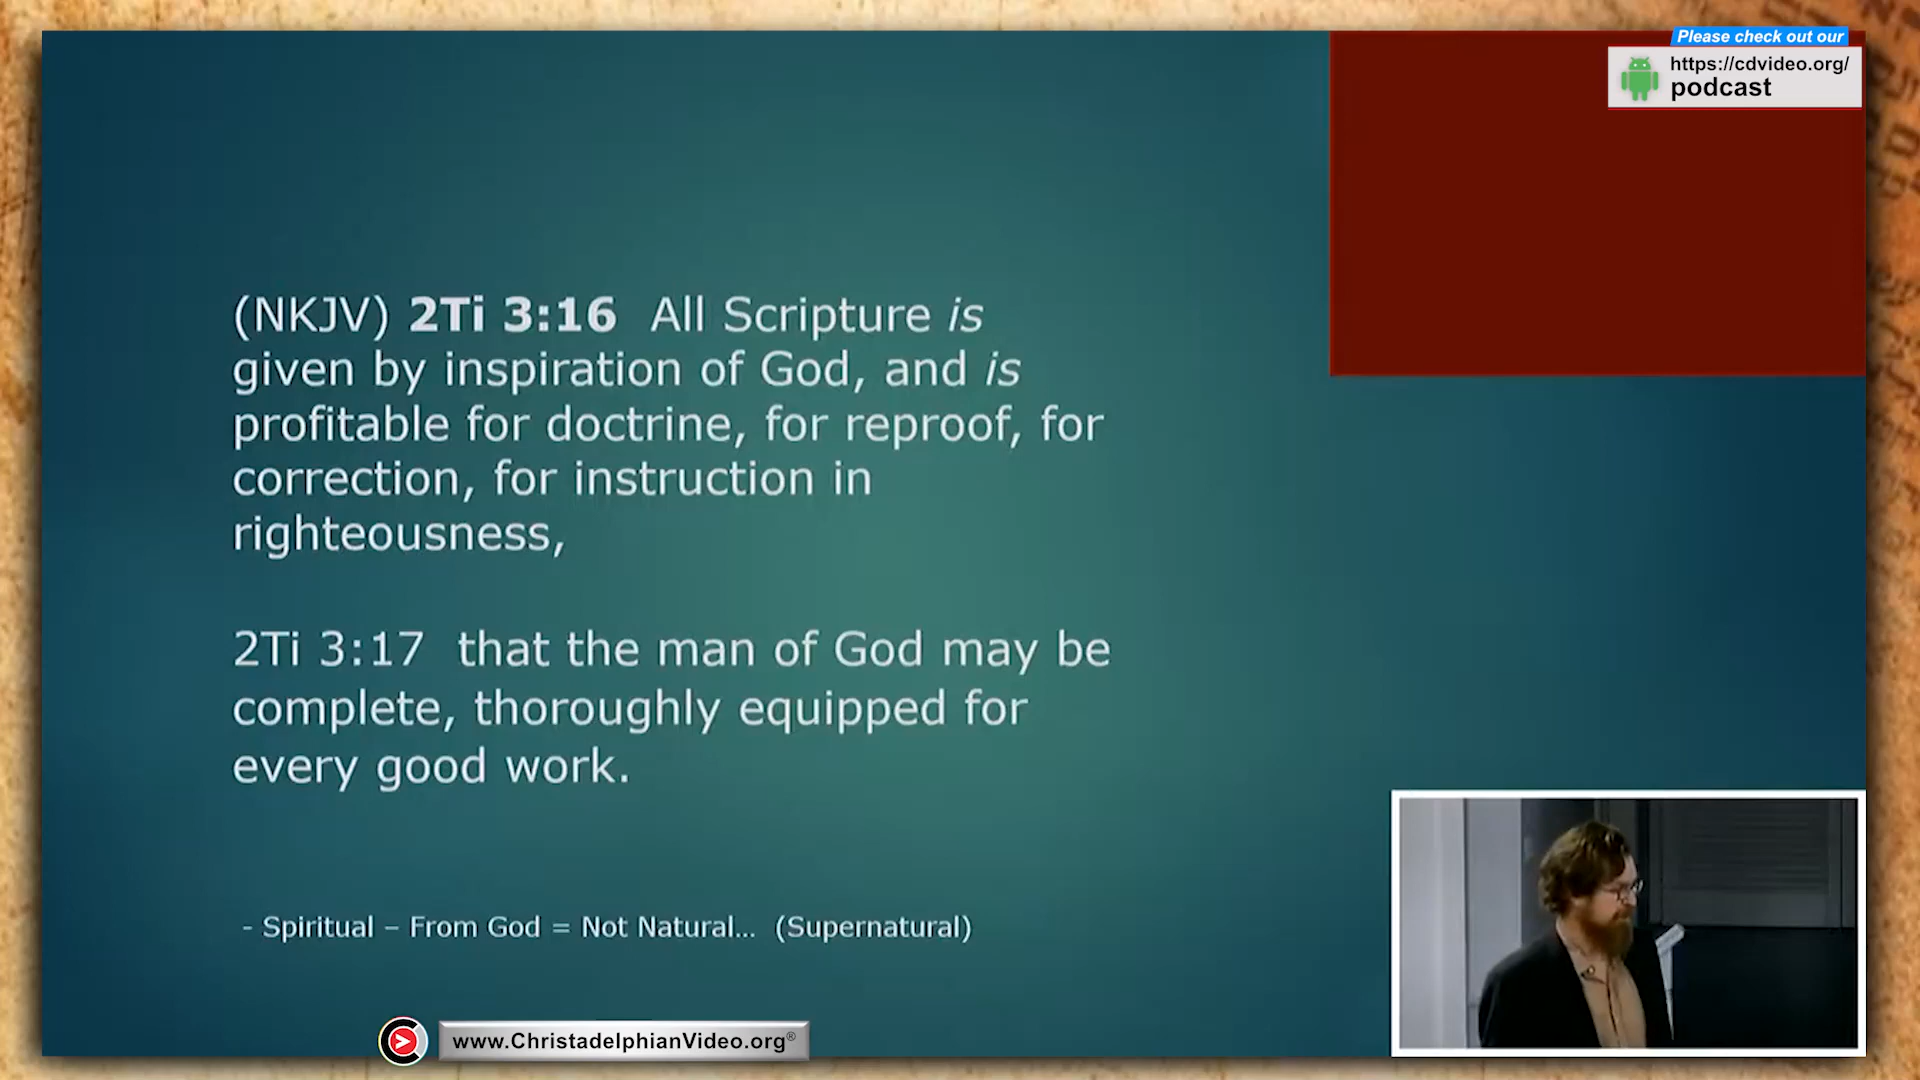 Please check out our
https://cdvideo.org/
podcast
(NKJV) 2Ti 3:16 All Scripture is
given by inspiration of God, and is
profitable for doctrine, for reproof, for
correction, for instruction in
righteousness,
2Ti 3:17 that the man of God may be
complete, thoroughly equipped for
every good work.
- Spiritual – From God = Not Natural... (Supernatural)
www.ChristadelphianVideo.org®